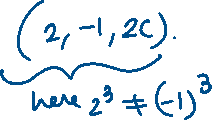 (2, -1, 2c).
here 2³ ≠ (-1)³